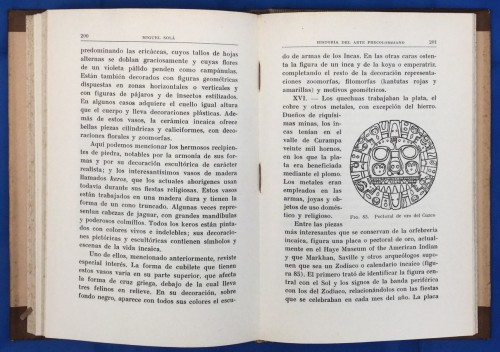 200
MIGUEL SOLÁ
predominando las ericáceas, cuyos tallos de hojas
alternas se doblan graciosamente y cuyas flores
de un violeta pálido penden como campánulas.
Están también decorados con figuras geométricas
dispuestas en zonas horizontales o verticales y
con figuras de pájaros y de insectos estilizados.
En algunos casos adquiere el cuello igual altura
que el cuerpo y lleva decoraciones plásticas. Ade-
más de estos vasos, la cerámica incaica ofrece
bellas piezas cilíndricas y caliciformes, con deco-
raciones florales y zoomorfas.
Aquí podemos mencionar los hermosos recipien-
tes de piedra, notables por la armonía de sus for-
mas y por su decoración escultórica de carácter
realista; y los interesantísimos vasos de madera
llamados keros, que los actuales aborígenes usan
todavía durante sus fiestas religiosas. Estos vasos
están trabajados en una madera dura y tienen la
forma de un cono truncado. Algunas veces repre-
sentan cabezas de jaguar, con grandes mandíbulas
y poderosos colmillos. Todos los keros están pinta-
dos con colores vivos e indelebles; sus decoracio-
nes pictóricas y escultóricas contienen símbolos y
escenas de la vida incaica.
Uno de ellos, mencionado anteriormente, reviste
especial interés. La forma de cubilete que tienen
estos vasos varía en su parte superior, que afecta
la forma de cruz griega, debajo de la cual lleva
tres felinos en relieve. En su decoración, sobre
fondo negro, aparece con todos sus colores el escu-
HISTORIA DEL ARTE PRECOLOMBIANO
201
do de armas de los Incas. En las otras caras osten-
ta la figura de un inca y de la koya o emperatriz,
completando el resto de la decoración representa-
ciones zoomorfas, fitomorfas (kantutas rojas y
amarillas) y motivos geométricos.
XVI. — Los quechuas trabajaban la plata, el
cobre y otros metales, con excepción del hierro.
Dueños de riquísi-
mas minas, los in-
cas tenían en el
valle de Curampa
veinte mil hornos,
en los que la pla-
ta era beneficiada
mediante el plomo.
Los metales eran
empleados en las
armas, joyas y ob-
jetos de uso domés-
tico y religioso.
FIG. 85. Pectoral de oro del Cuzco
Entre las piezas
más interesantes que se conservan de la orfebrería
incaica, figura una placa o pectoral de oro, actual-
mente en el Haye Museum of the American Indian
y que Markham, Saville y otros arqueólogos supo-
nen que sea un Zodíaco o calendario incaico (figu-
ra 85). El primero trató de identificar la figura cen-
tral con el Sol y los signos de la banda periférica
con los del Zodíaco, relacionándolos con las fiestas
que se celebraban en cada mes del año. La placa